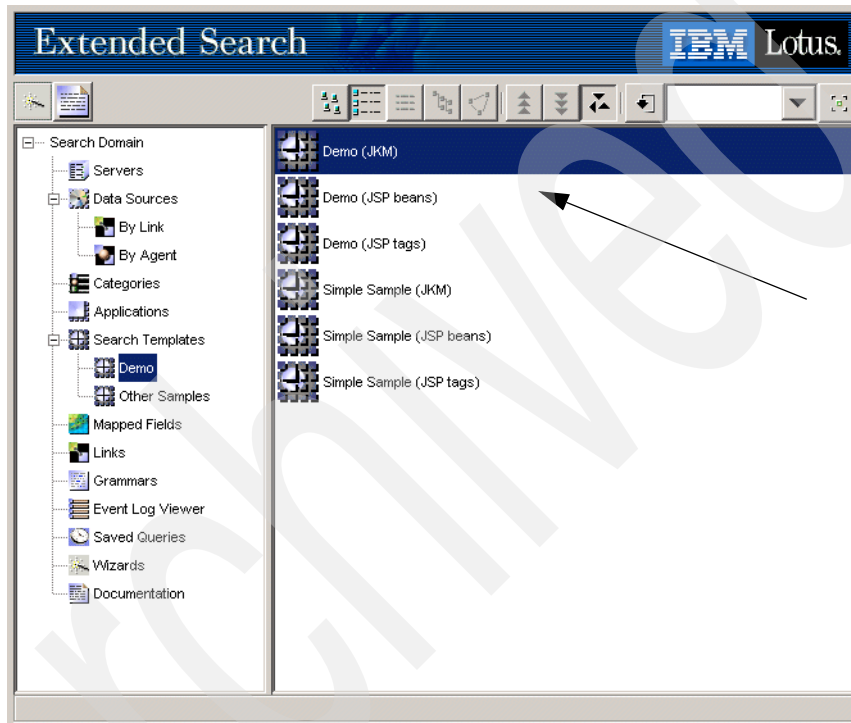 Extended Search
IBM Lotus.
Search Domain
Servers
Data Sources
By Link
By Agent
Categories
Applications
Search Templates
Demo
Other Samples
Mapped Fields
Links
Grammars
Event Log Viewer
Saved Queries
Wizards
Documentation
Demo (JKM)
Demo (JSP beans)
Demo (JSP tags)
Simple Sample (JKM)
Simple Sample (JSP beans)
Simple Sample (JSP tags)